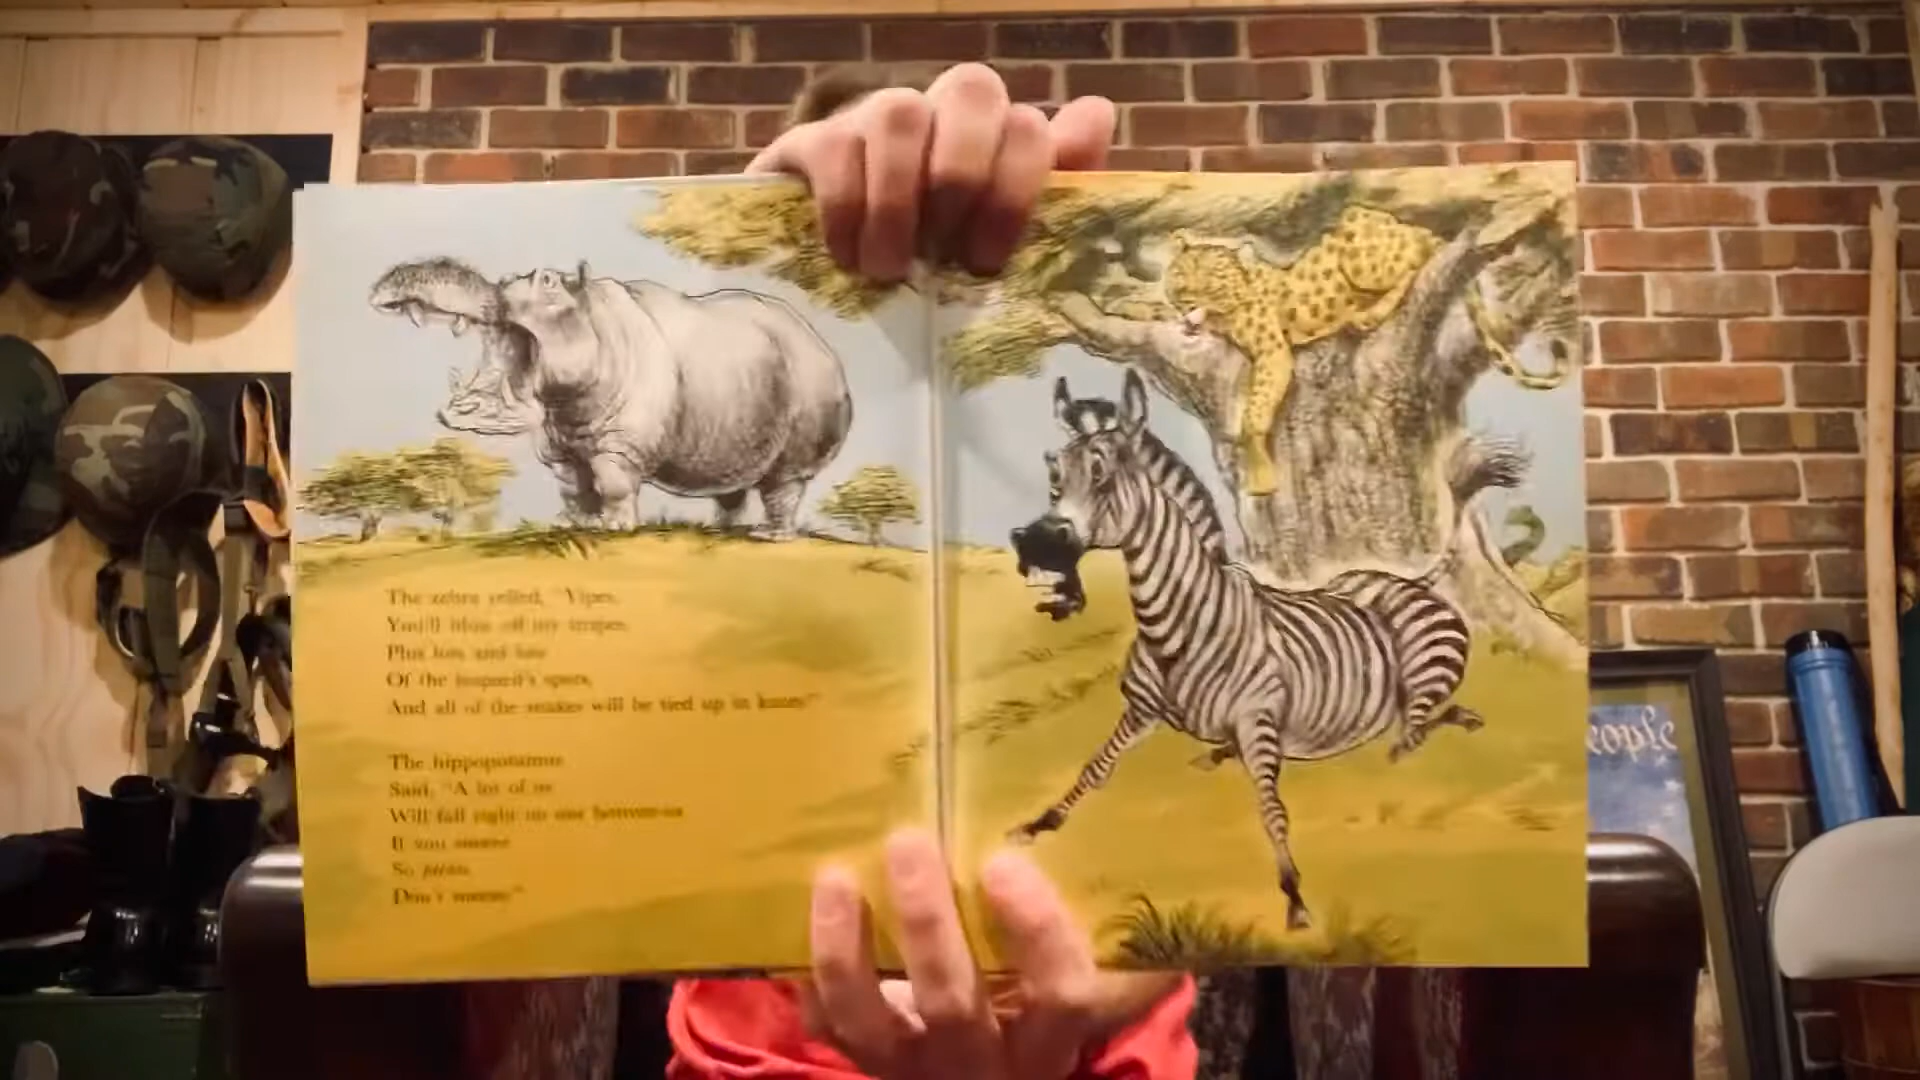 The zebra yelled, "Yipes,
You'll blow off my stripes,
Plus lots and lots
Of the leopard's spots,
And all of the snakes will be tied up in knots!"
The hippopotamus
Said, "A lot of us
Will fall right on our bottom-us
If you sneeze
So please
Don't sneeze!"
eople